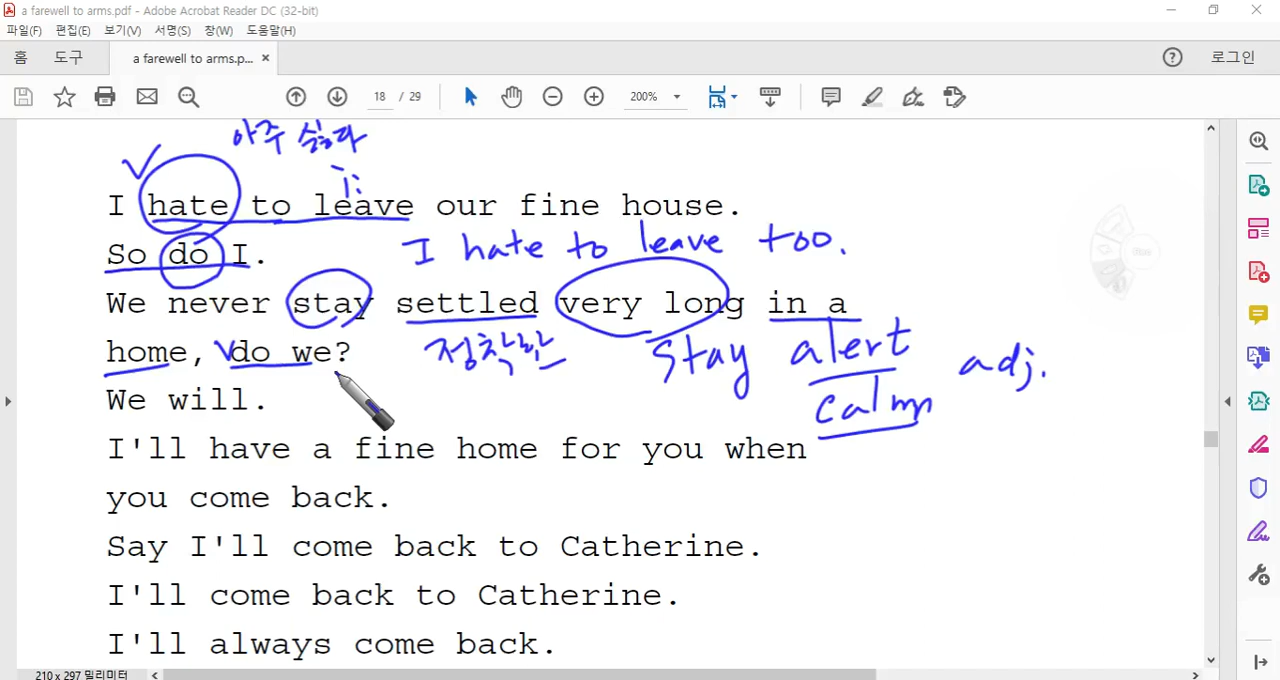 a farewell to arms.pdf - Adobe Acrobat Reader DC (32-bit)
파일(F) 편집(E) 보기(V) 서명(S) 창(W) 도움말(H)
홈 도구 a farewell to arms.p... × ? 로그인
18 / 29 200%
아주 싫다
I hate to leave our fine house.
So do I. I hate to leave too.
We never stay settled very long in a
home, do we? 정착한 stay alert adj.
calm
We will.
I'll have a fine home for you when
you come back.
Say I'll come back to Catherine.
I'll come back to Catherine.
I'll always come back.
210 x 297 밀리미터